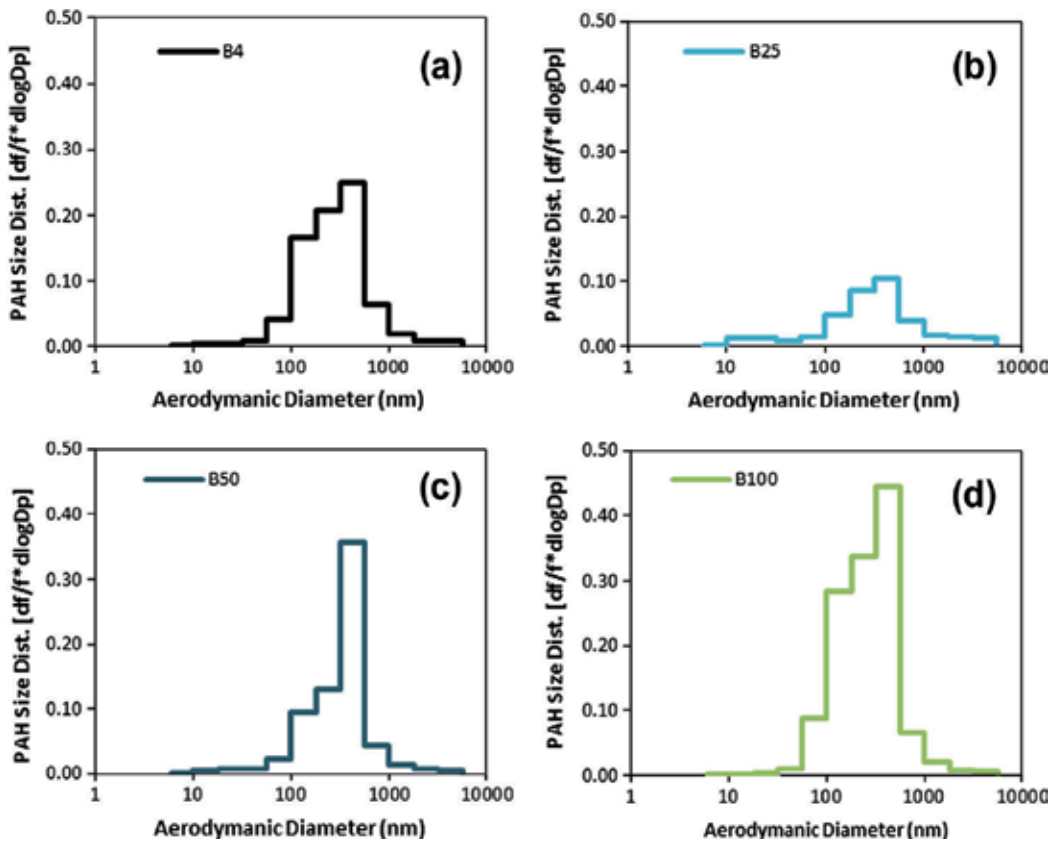 0.50
B4
(a)
0.40
0.30
0.20
0.10
0.00
1 10 100 1000 10000
PAH Size Dist. [df/f*dlogDp]
Aerodymanic Diameter (nm)
0.50
B25
(b)
0.40
0.30
0.20
0.10
0.00
1 10 100 1000 10000
PAH Size Dist. [df/f*dlogDp]
Aerodymanic Diameter (nm)
0.50
B50
(c)
0.40
0.30
0.20
0.10
0.00
1 10 100 1000 10000
PAH Size Dist. [df/f*dlogDp]
Aerodymanic Diameter (nm)
0.50
B100
(d)
0.40
0.30
0.20
0.10
0.00
1 10 100 1000 10000
PAH Size Dist. [df/f*dlogDp]
Aerodymanic Diameter (nm)